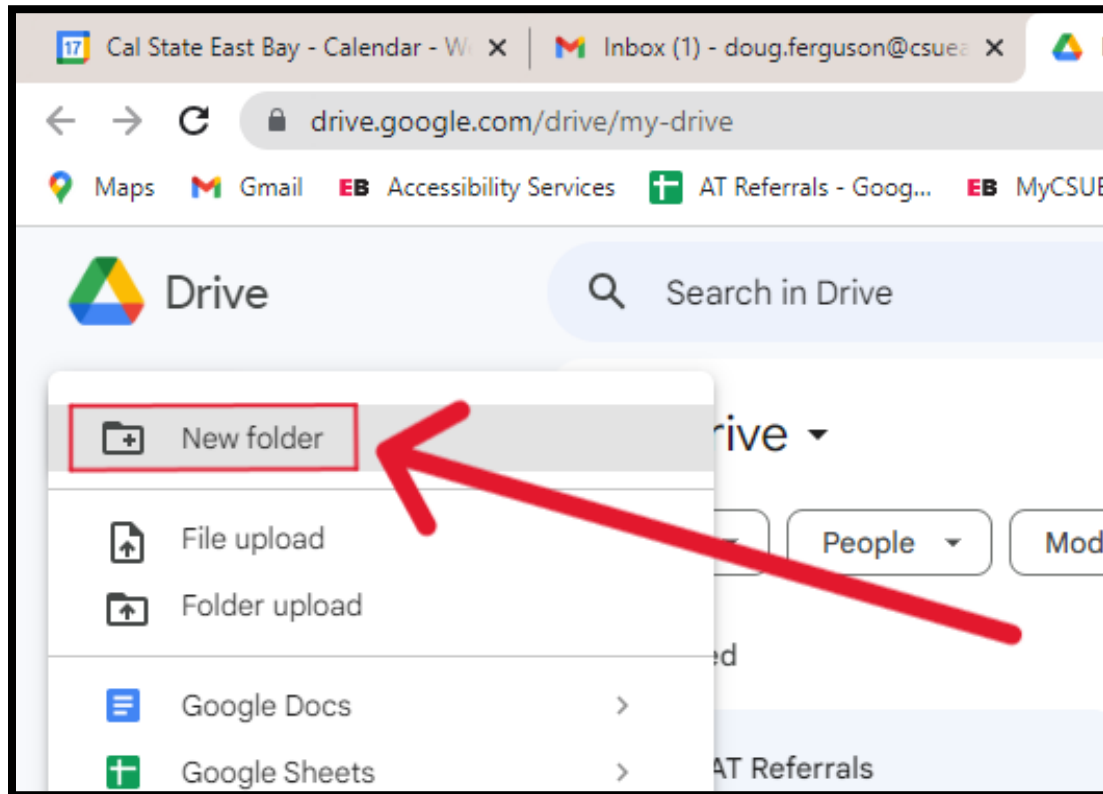 17 Cal State East Bay - Calendar - W
Inbox (1) - doug.ferguson@csuea
drive.google.com/drive/my-drive
Maps Gmail EB Accessibility Services AT Referrals - Goog... EB MyCSUE
Drive Search in Drive
New folder
rive
File upload
People Mod
Folder upload
ed
Google Docs
Google Sheets
AT Referrals